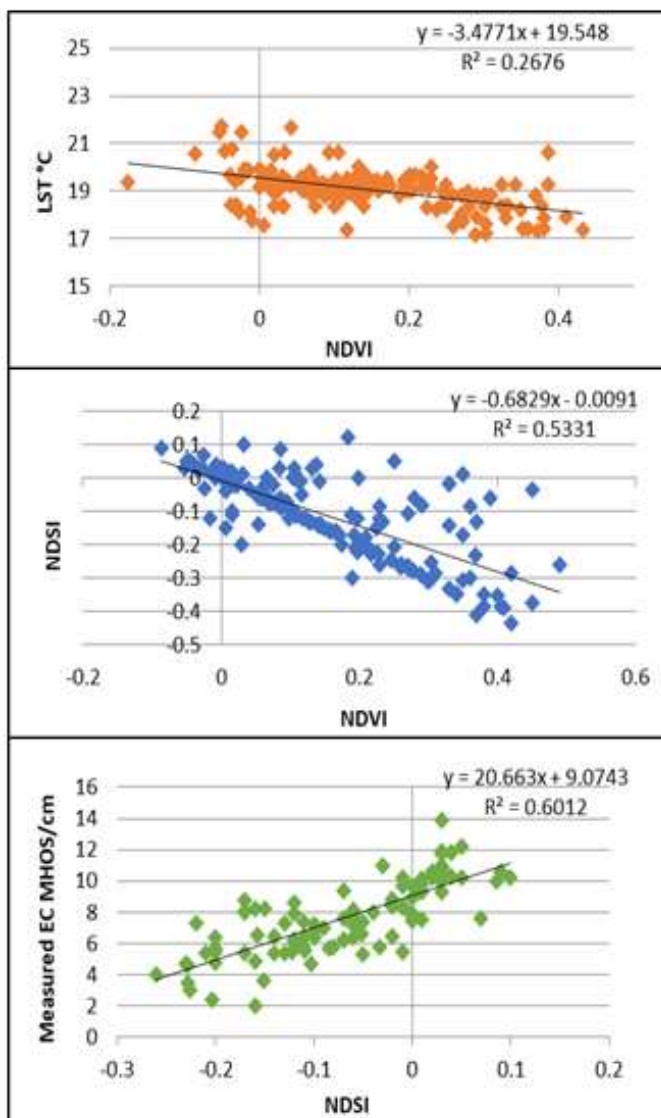 y = -3.4771x + 19.548
R² = 0.2676
25
23
21
19
17
15
LST °C
-0.2 0 0.2 0.4
NDVI
y = -0.6829x - 0.0091
R² = 0.5331
0.2
0.1
0
-0.1
-0.2
-0.3
-0.4
-0.5
NDSI
-0.2 0 0.2 0.4 0.6
NDVI
y = 20.663x + 9.0743
R² = 0.6012
16
14
12
10
8
6
4
2
0
Measured EC MHOS/cm
-0.3 -0.2 -0.1 0 0.1 0.2
NDSI